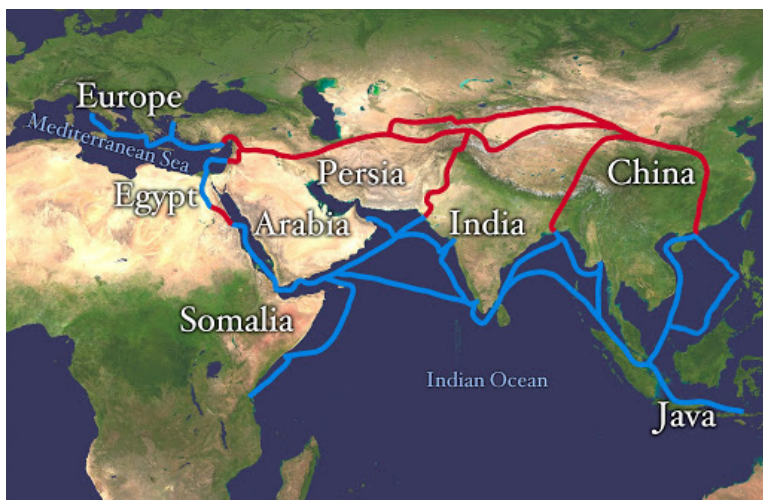 Europe
Mediterranean Sea
Egypt
Persia
China
Arabia
India
Somalia
Indian Ocean
Java